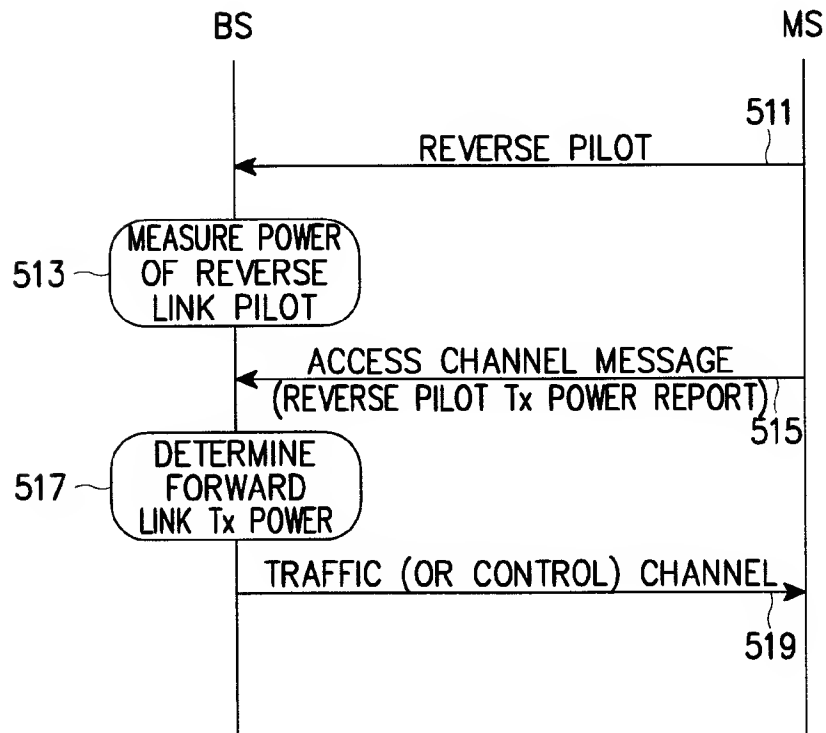 BS
MS
511
REVERSE PILOT
513
MEASURE POWER
OF REVERSE
LINK PILOT
ACCESS CHANNEL MESSAGE
(REVERSE PILOT Tx POWER REPORT)
515
517
DETERMINE
FORWARD
LINK Tx POWER
TRAFFIC (OR CONTROL) CHANNEL
519